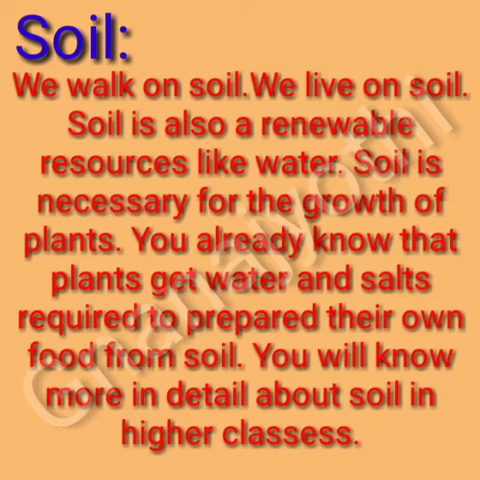 Soil:
We walk on soil.We live on soil.
Soil is also a renewable
resources like water. Soil is
necessary for the growth of
plants. You already know that
plants get water and salts
required to prepared their own
food from soil. You will know
more in detail about soil in
higher classess.
Gnanajyothi